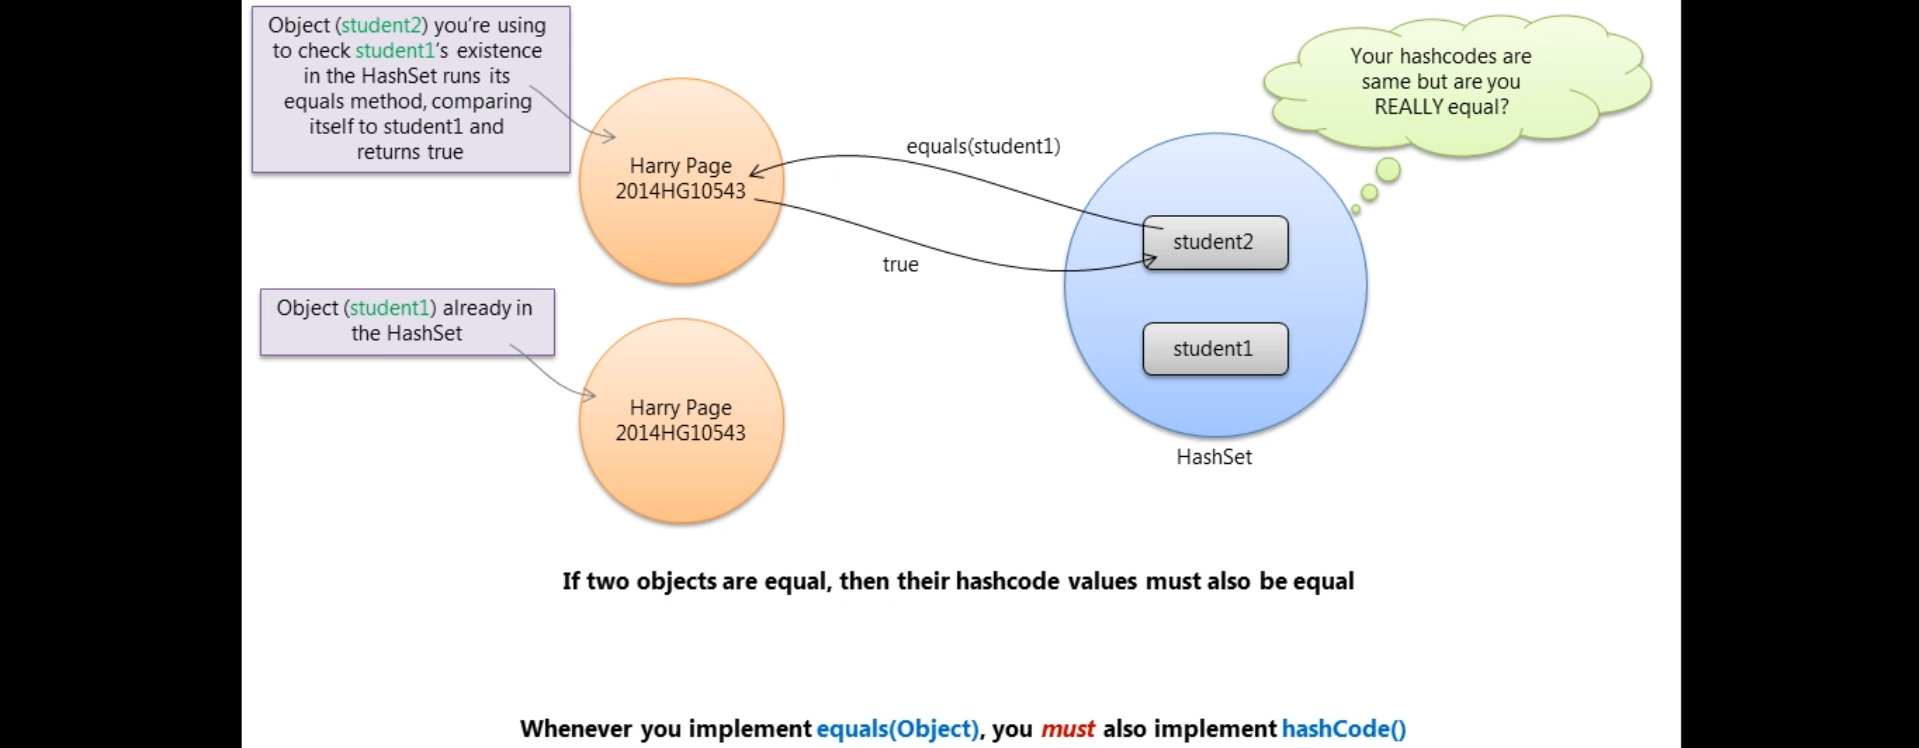 Object (student2) you're using
to check student1's existence
in the HashSet runs its
equals method, comparing
itself to student1 and
returns true
Harry Page
2014HG10543
equals(student1)
true
Your hashcodes are
same but are you
REALLY equal?
student2
student1
HashSet
Object (student1) already in
the HashSet
Harry Page
2014HG10543
If two objects are equal, then their hashcode values must also be equal
Whenever you implement equals(Object), you must also implement hashCode()